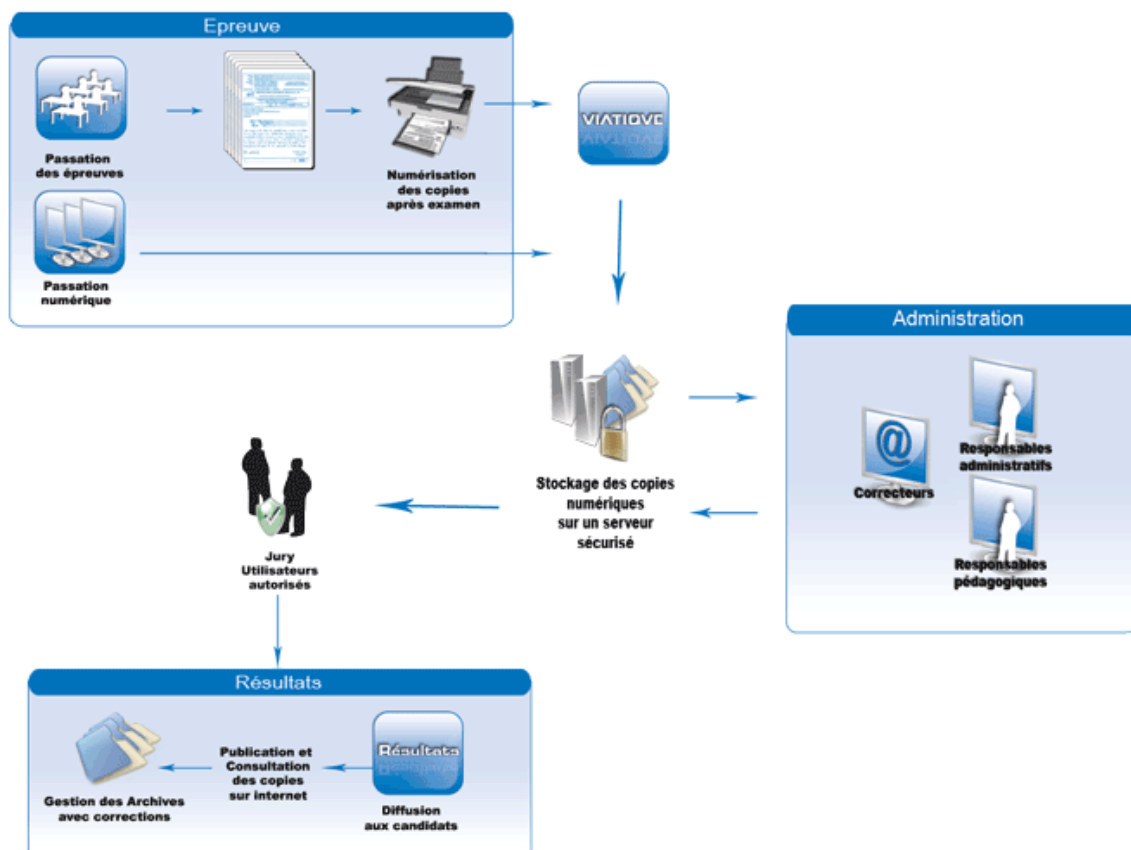 Epreuve
Passation
des épreuves
Numérisation
des copies
après examen
VIATIQUE
Passation
numérique
Administration
Responsables
administratifs
@
Correcteurs
Responsables
pédagogiques
Stockage des copies
numériques
sur un serveur
sécurisé
Jury
Utilisateurs
autorisés
Résultats
Gestion des Archives
avec corrections
Publication et
Consultation
des copies
sur internet
Résultats
Diffusion
aux candidats